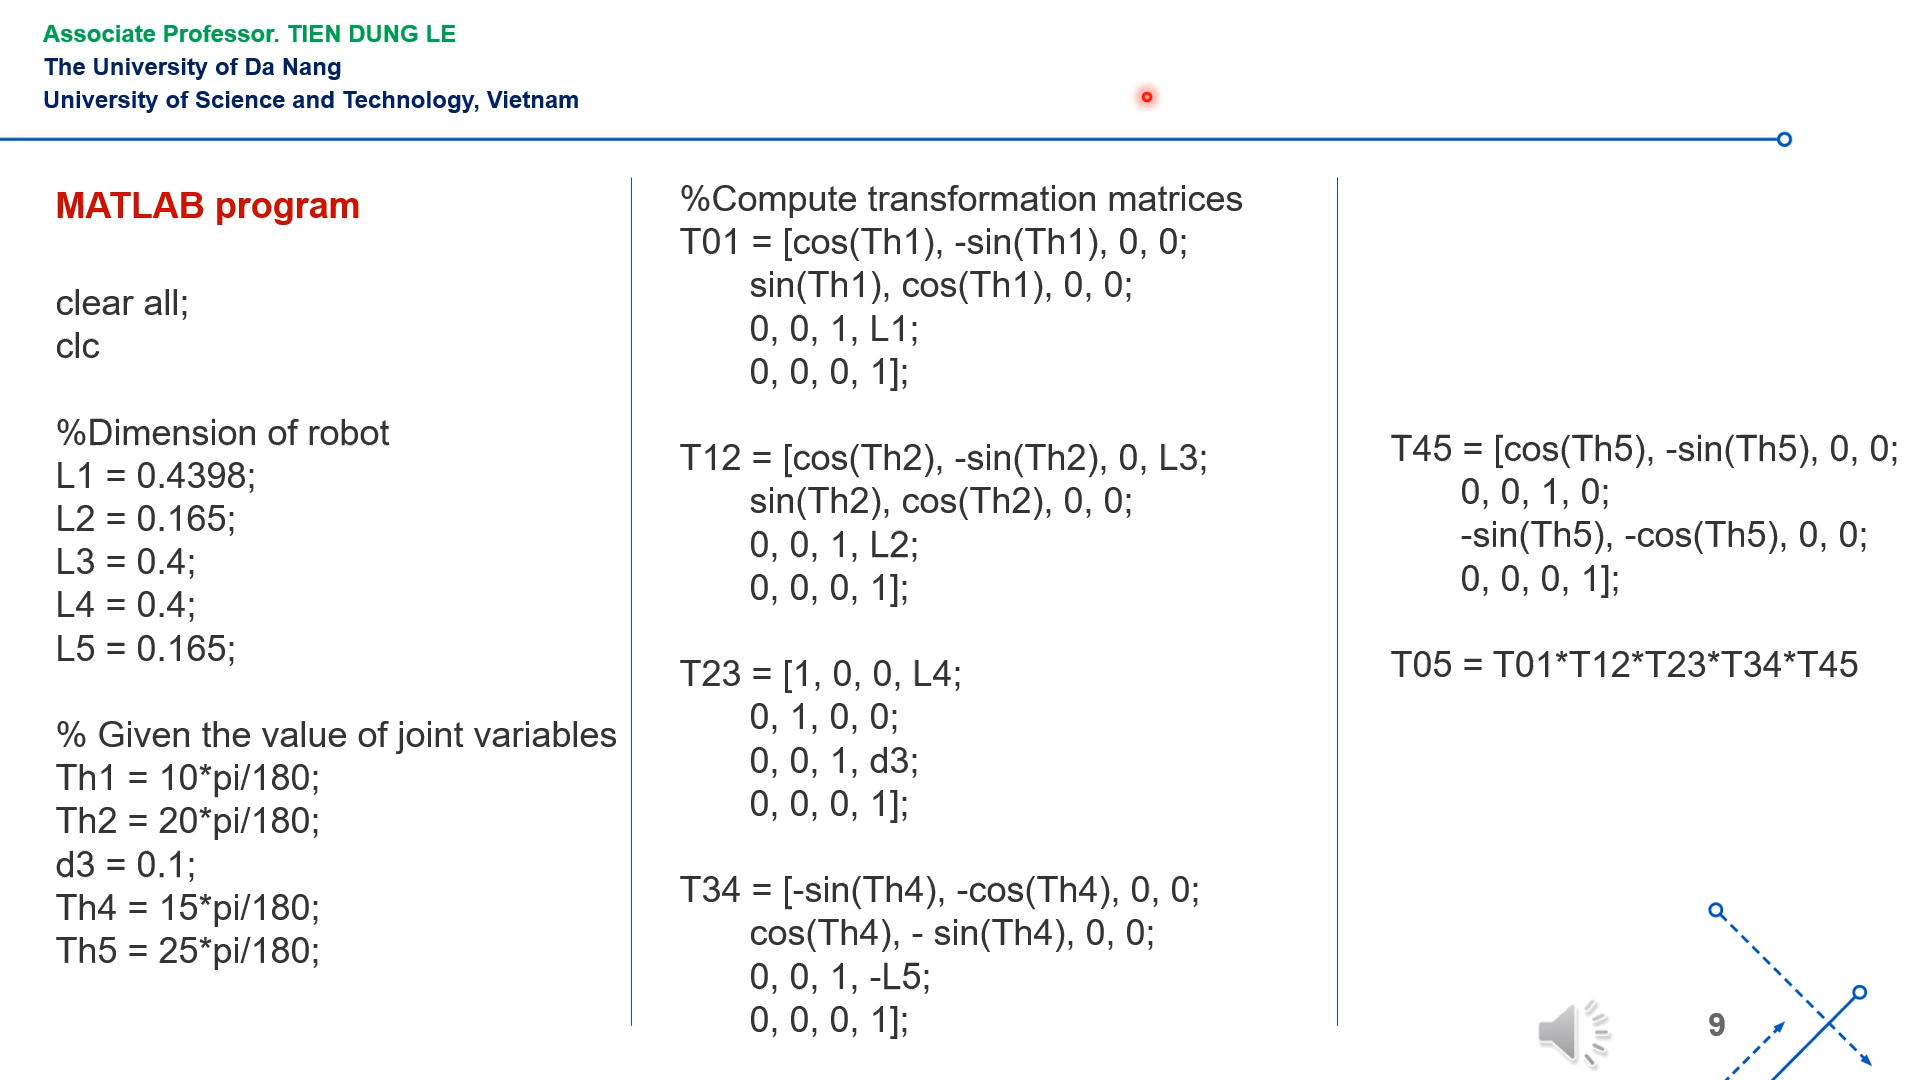 Associate Professor. TIEN DUNG LE
The University of Da Nang
University of Science and Technology, Vietnam
MATLAB program
clear all;
clc
%Dimension of robot
L1 = 0.4398;
L2 = 0.165;
L3 = 0.4;
L4 = 0.4;
L5 = 0.165;
% Given the value of joint variables
Th1 = 10*pi/180;
Th2 = 20*pi/180;
d3 = 0.1;
Th4 = 15*pi/180;
Th5 = 25*pi/180;
%Compute transformation matrices
T01 = [cos(Th1), -sin(Th1), 0, 0;
sin(Th1), cos(Th1), 0, 0;
0, 0, 1, L1;
0, 0, 0, 1];
T12 = [cos(Th2), -sin(Th2), 0, L3;
sin(Th2), cos(Th2), 0, 0;
0, 0, 1, L2;
0, 0, 0, 1];
T23 = [1, 0, 0, L4;
0, 1, 0, 0;
0, 0, 1, d3;
0, 0, 0, 1];
T34 = [-sin(Th4), -cos(Th4), 0, 0;
cos(Th4), - sin(Th4), 0, 0;
0, 0, 1, -L5;
0, 0, 0, 1];
T45 = [cos(Th5), -sin(Th5), 0, 0;
0, 0, 1, 0;
-sin(Th5), -cos(Th5), 0, 0;
0, 0, 0, 1];
T05 = T01*T12*T23*T34*T45
9